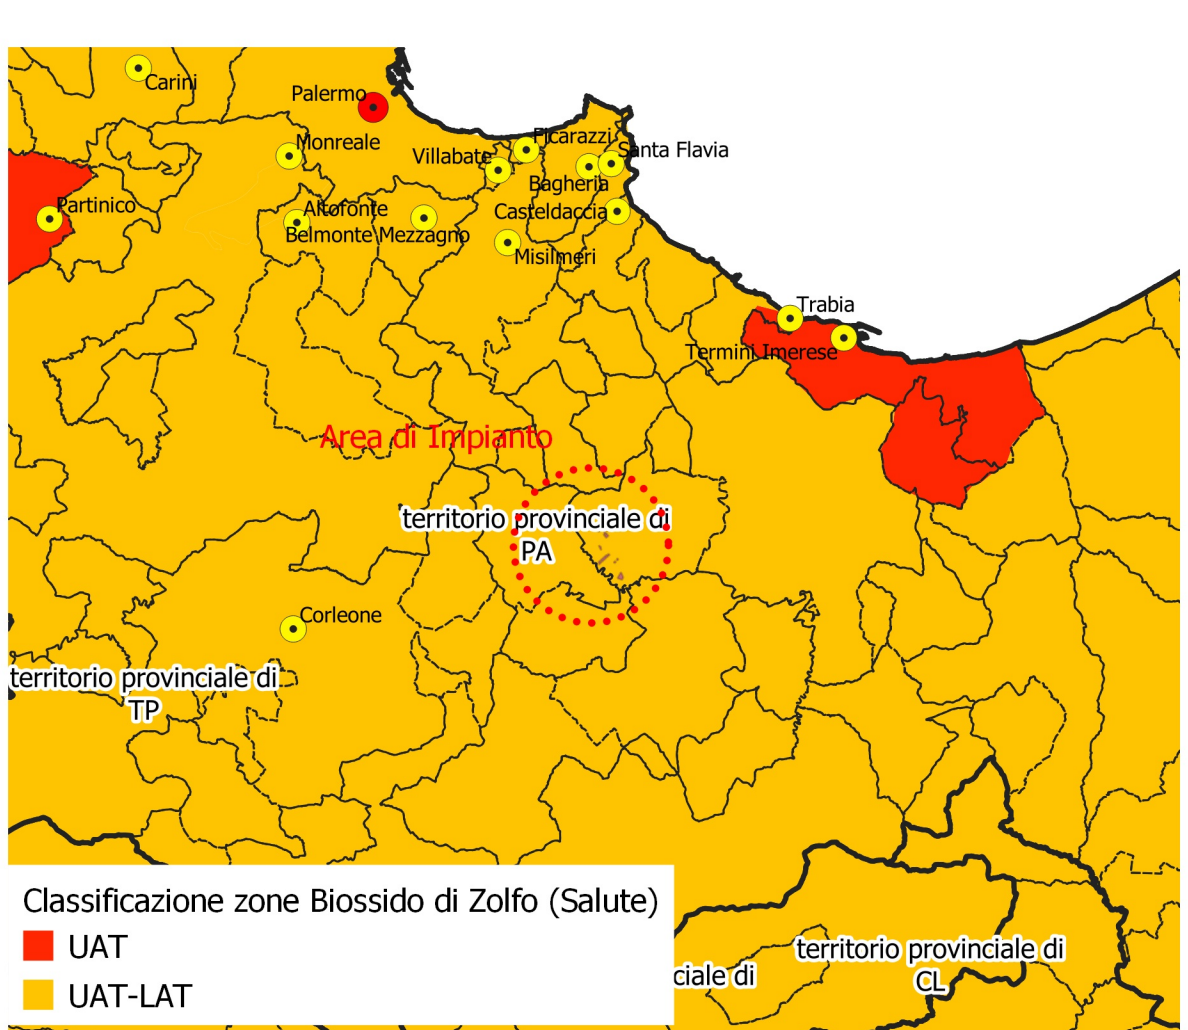 Carini
Palermo
Monreale
Ficarazzi
Santa Flavia
Villabate
Bagheria
Partinico
Altofonte
Casteldaccia
Belmonte Mezzagno
Misilmeri
Trabia
Termini Imerese
Area di Impianto
territorio provinciale di
PA
Corleone
territorio provinciale di
TP
Classificazione zone Biossido di Zolfo (Salute)
UAT
UAT-LAT
territorio provinciale di
CL
ciale di